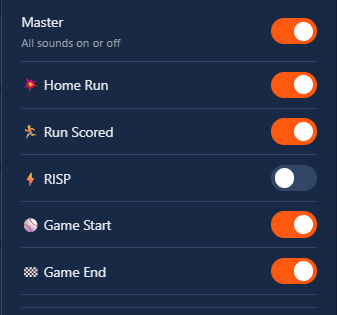 Master
All sounds on or off
Home Run
Run Scored
RISP
Game Start
Game End